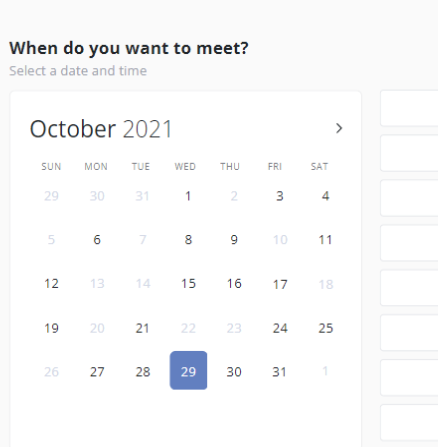 When do you want to meet?
Select a date and time
October 2021 >
SUN MON TUE WED THU FRI SAT
29 30 31 1 2 3 4
5 6 7 8 9 10 11
12 13 14 15 16 17 18
19 20 21 22 23 24 25
26 27 28 29 30 31 1